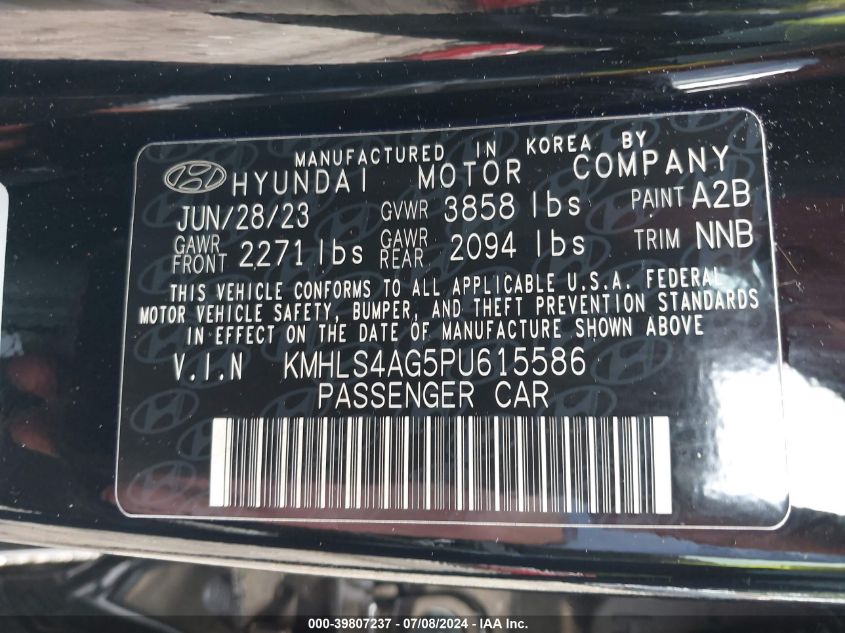 MANUFACTURED IN KOREA BY
HYUNDAI MOTOR COMPANY
JUN/28/23 GVWR 3858 lbs PAINT A2B
GAWR FRONT 2271 lbs GAWR REAR 2094 lbs TRIM NNB
THIS VEHICLE CONFORMS TO ALL APPLICABLE U.S.A. FEDERAL
MOTOR VEHICLE SAFETY, BUMPER, AND THEFT PREVENTION STANDARDS
IN EFFECT ON THE DATE OF MANUFACTURE SHOWN ABOVE
V.I.N KMHLS4AG5PU615586
PASSENGER CAR
000-39807237 - 07/08/2024 - IAA Inc.